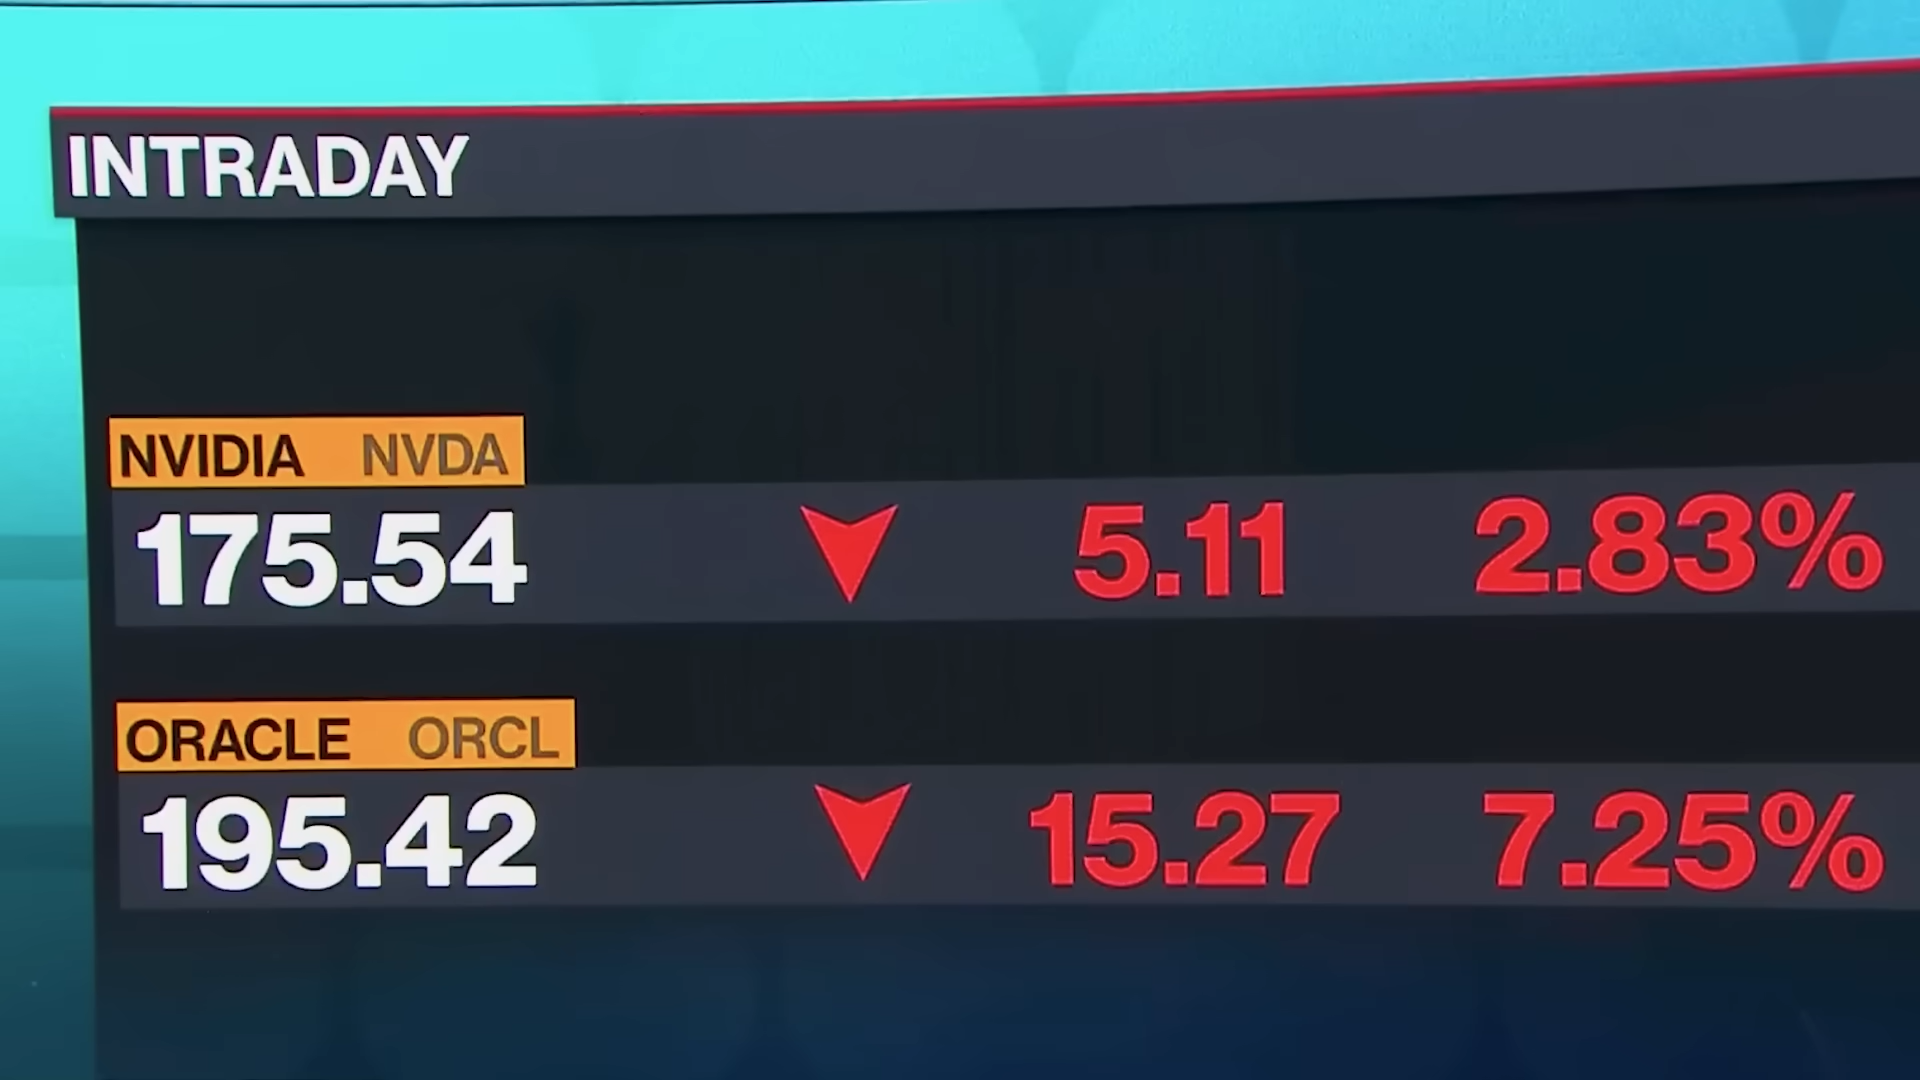 INTRADAY
NVIDIA NVDA
175.54 5.11 2.83%
ORACLE ORCL
195.42 15.27 7.25%